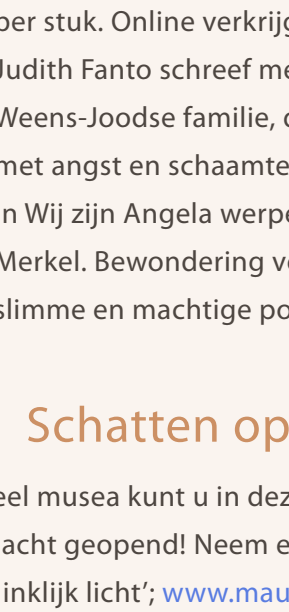 per stuk. Online verkrijg
Judith Fanto schreef me
Weens-Joodse familie,
met angst en schaamte
n Wij zijn Angela werpe
Merkel. Bewondering v
slimme en machtige po
Schatten op
eel musea kunt u in dez
acht geopend! Neem e
inklijk licht’; www.mau